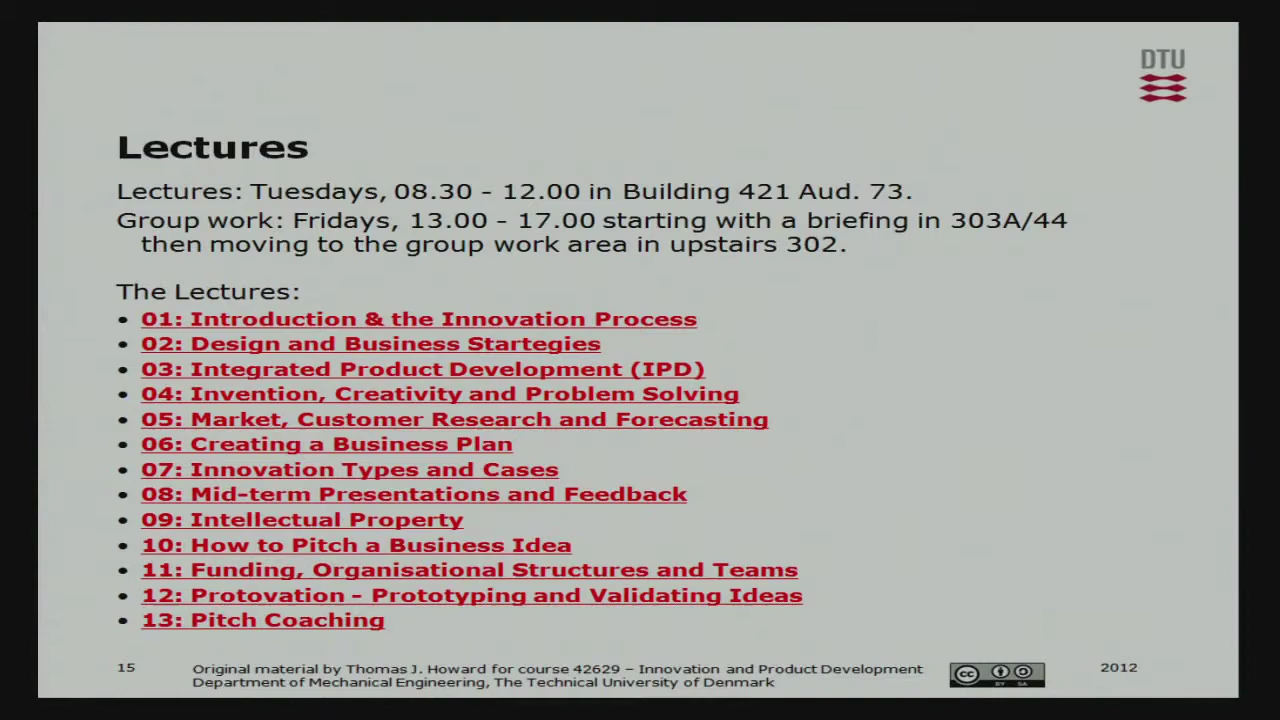 DTU
Lectures
Lectures: Tuesdays, 08.30 - 12.00 in Building 421 Aud. 73.
Group work: Fridays, 13.00 - 17.00 starting with a briefing in 303A/44
then moving to the group work area in upstairs 302.
The Lectures:
• 01: Introduction & the Innovation Process
• 02: Design and Business Startegies
• 03: Integrated Product Development (IPD)
• 04: Invention, Creativity and Problem Solving
• 05: Market, Customer Research and Forecasting
• 06: Creating a Business Plan
• 07: Innovation Types and Cases
• 08: Mid-term Presentations and Feedback
• 09: Intellectual Property
• 10: How to Pitch a Business Idea
• 11: Funding, Organisational Structures and Teams
• 12: Protovation - Prototyping and Validating Ideas
• 13: Pitch Coaching
15
Original material by Thomas J. Howard for course 42629 – Innovation and Product Development
Department of Mechanical Engineering, The Technical University of Denmark
cc BY SA
2012